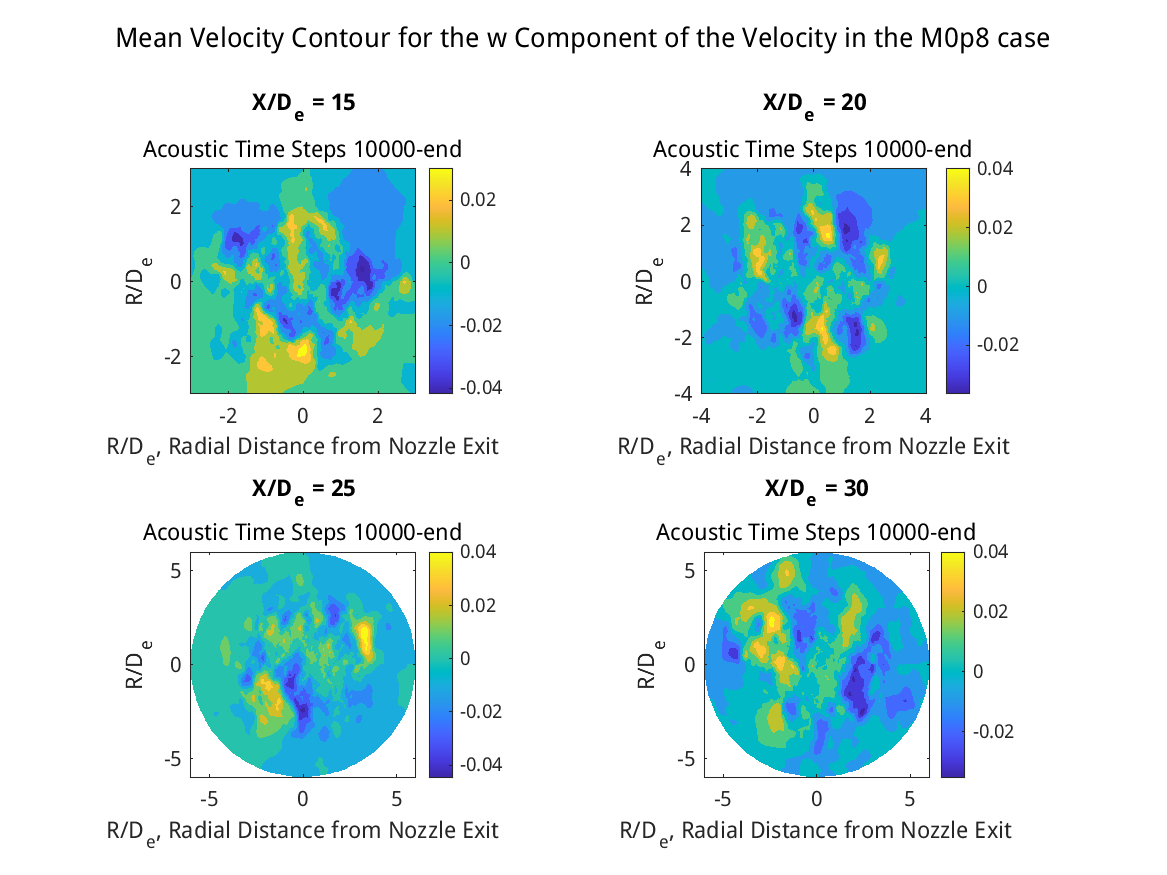 Mean Velocity Contour for the w Component of the Velocity in the M0p8 case
X/De = 15
Acoustic Time Steps 10000-end
2
0
-2
R/De
-2 0 2
R/De, Radial Distance from Nozzle Exit
0.02
0
-0.02
-0.04
X/De = 20
Acoustic Time Steps 10000-end
4
2
0
-2
-4
R/De
-4 -2 0 2 4
R/De, Radial Distance from Nozzle Exit
0.04
0.02
0
-0.02
X/De = 25
Acoustic Time Steps 10000-end
5
0
-5
R/De
-5 0 5
R/De, Radial Distance from Nozzle Exit
0.04
0.02
0
-0.02
-0.04
X/De = 30
Acoustic Time Steps 10000-end
5
0
-5
R/De
-5 0 5
R/De, Radial Distance from Nozzle Exit
0.04
0.02
0
-0.02